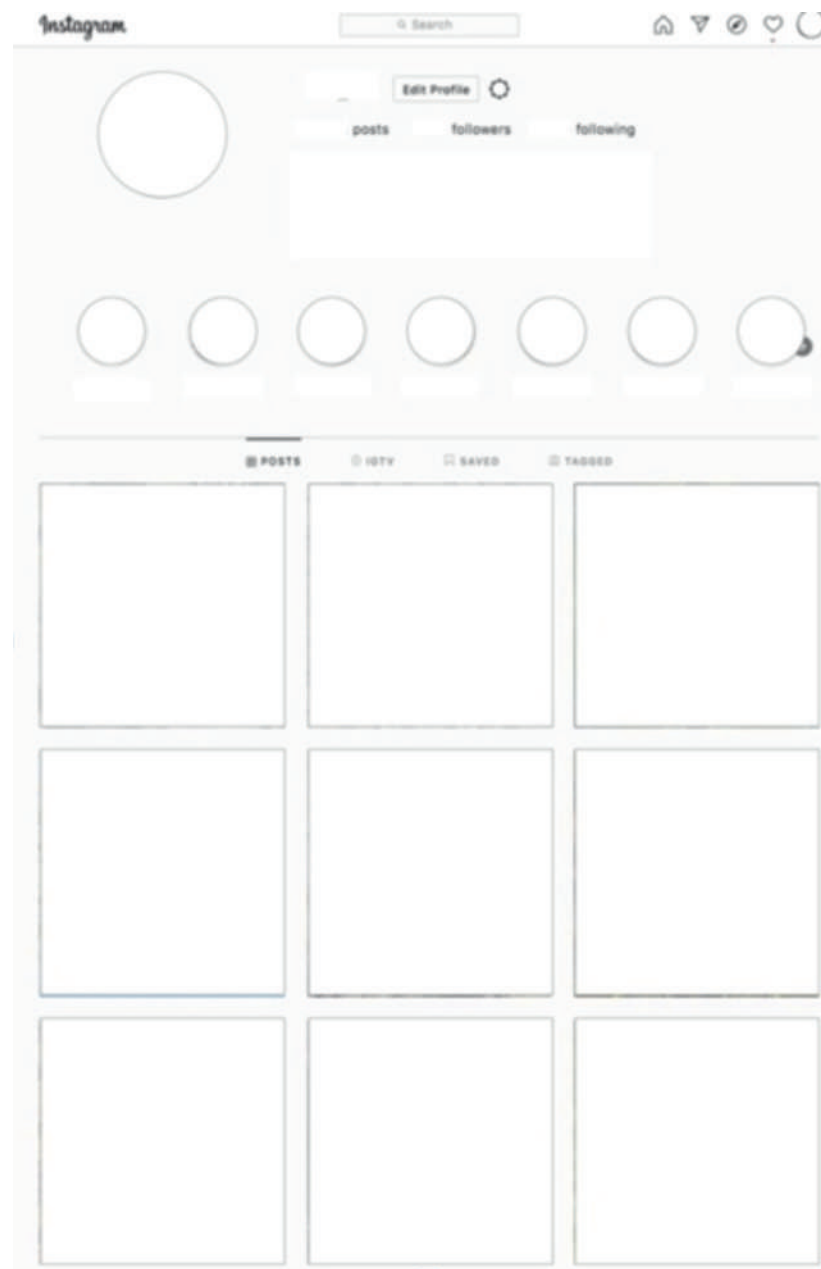 Instagram
Search
Edit Profile
posts followers following
POSTS IGTV SAVED TAGGED